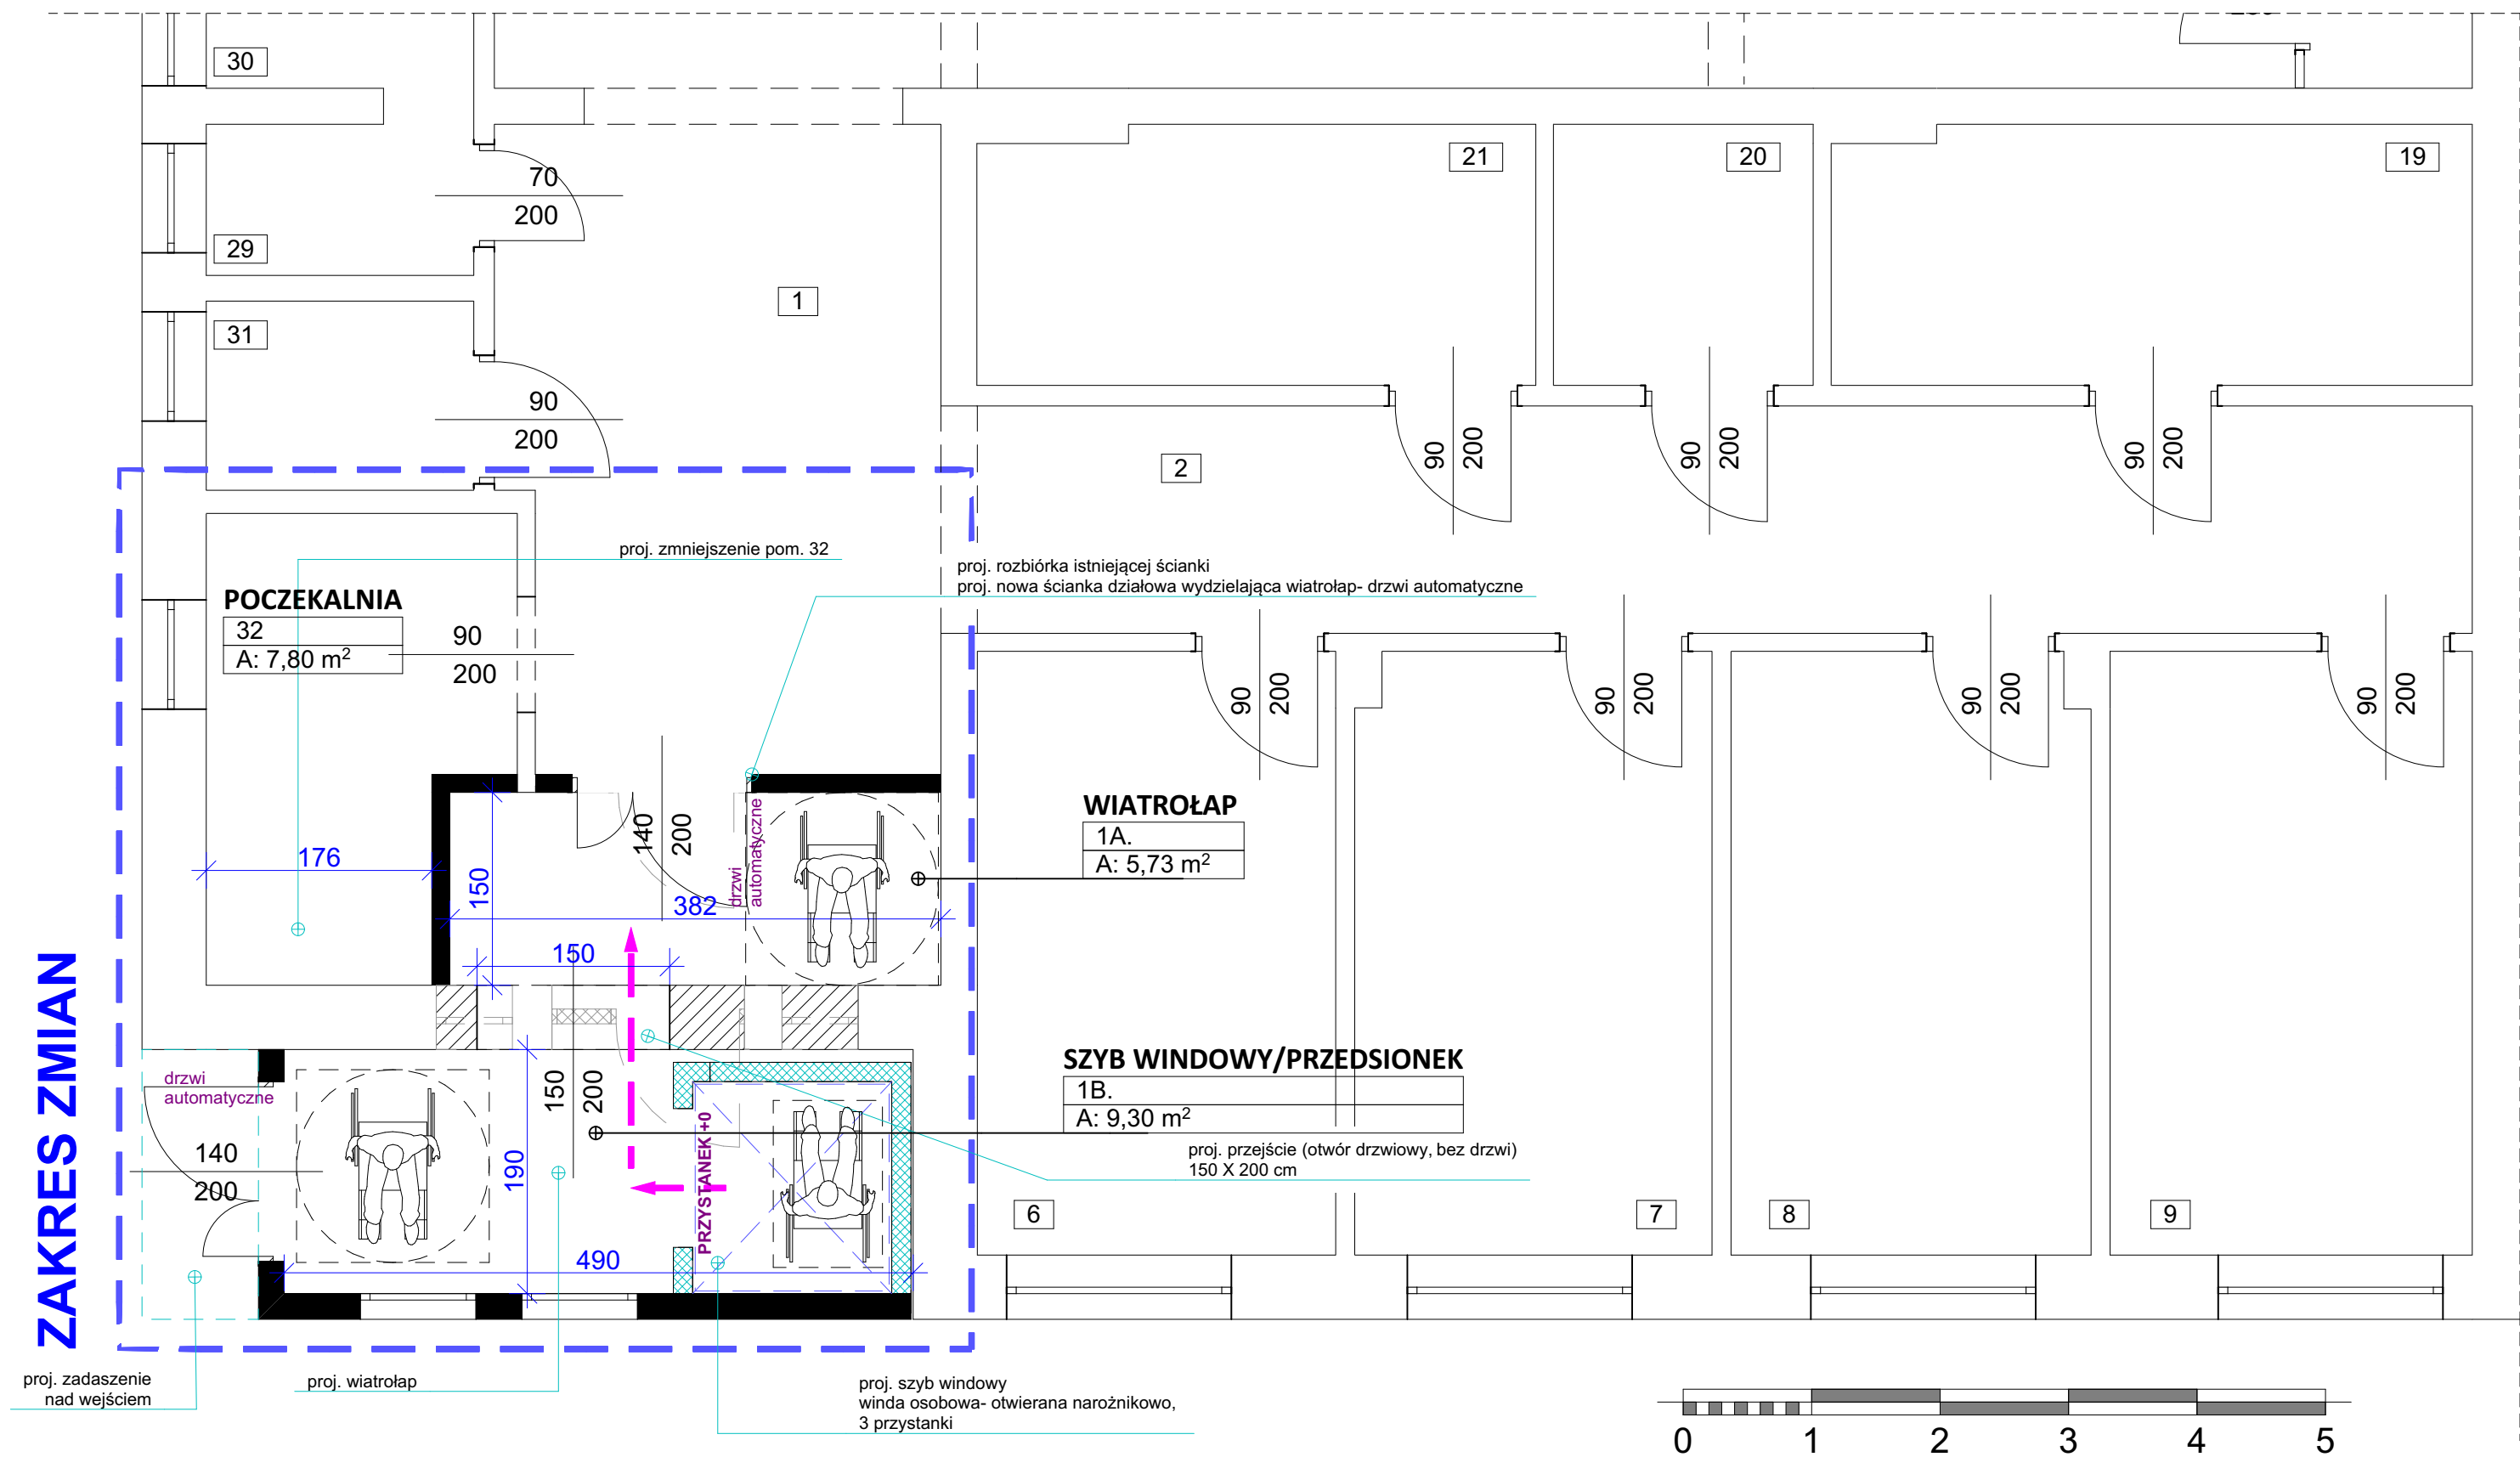 30
21
20
19
70
200
29
1
31
90
200
2
90
200
90
200
90
200
proj. zmniejszenie pom. 32
proj. rozbiórka istniejącej ścianki
proj. nowa ścianka działowa wydzielająca wiatrołap- drzwi automatyczne
POCZEKALNIA
32
A: 7,80 m²
90
200
90
200
90
200
90
200
90
200
WIATROŁAP
1A.
A: 5,73 m²
140
200
drzwi
automatyczne
176
150
382
150
ZAKRES ZMIAN
SZYB WINDOWY/PRZEDSIONEK
1B.
A: 9,30 m²
proj. przejście (otwór drzwiowy, bez drzwi)
150 X 200 cm
drzwi
automatyczne
140
200
150
200
190
PRZYSTANEK +0
490
6
7
8
9
proj. zadaszenie
nad wejściem
proj. wiatrołap
proj. szyb windowy
winda osobowa- otwierana narożnikowo,
3 przystanki
0 1 2 3 4 5